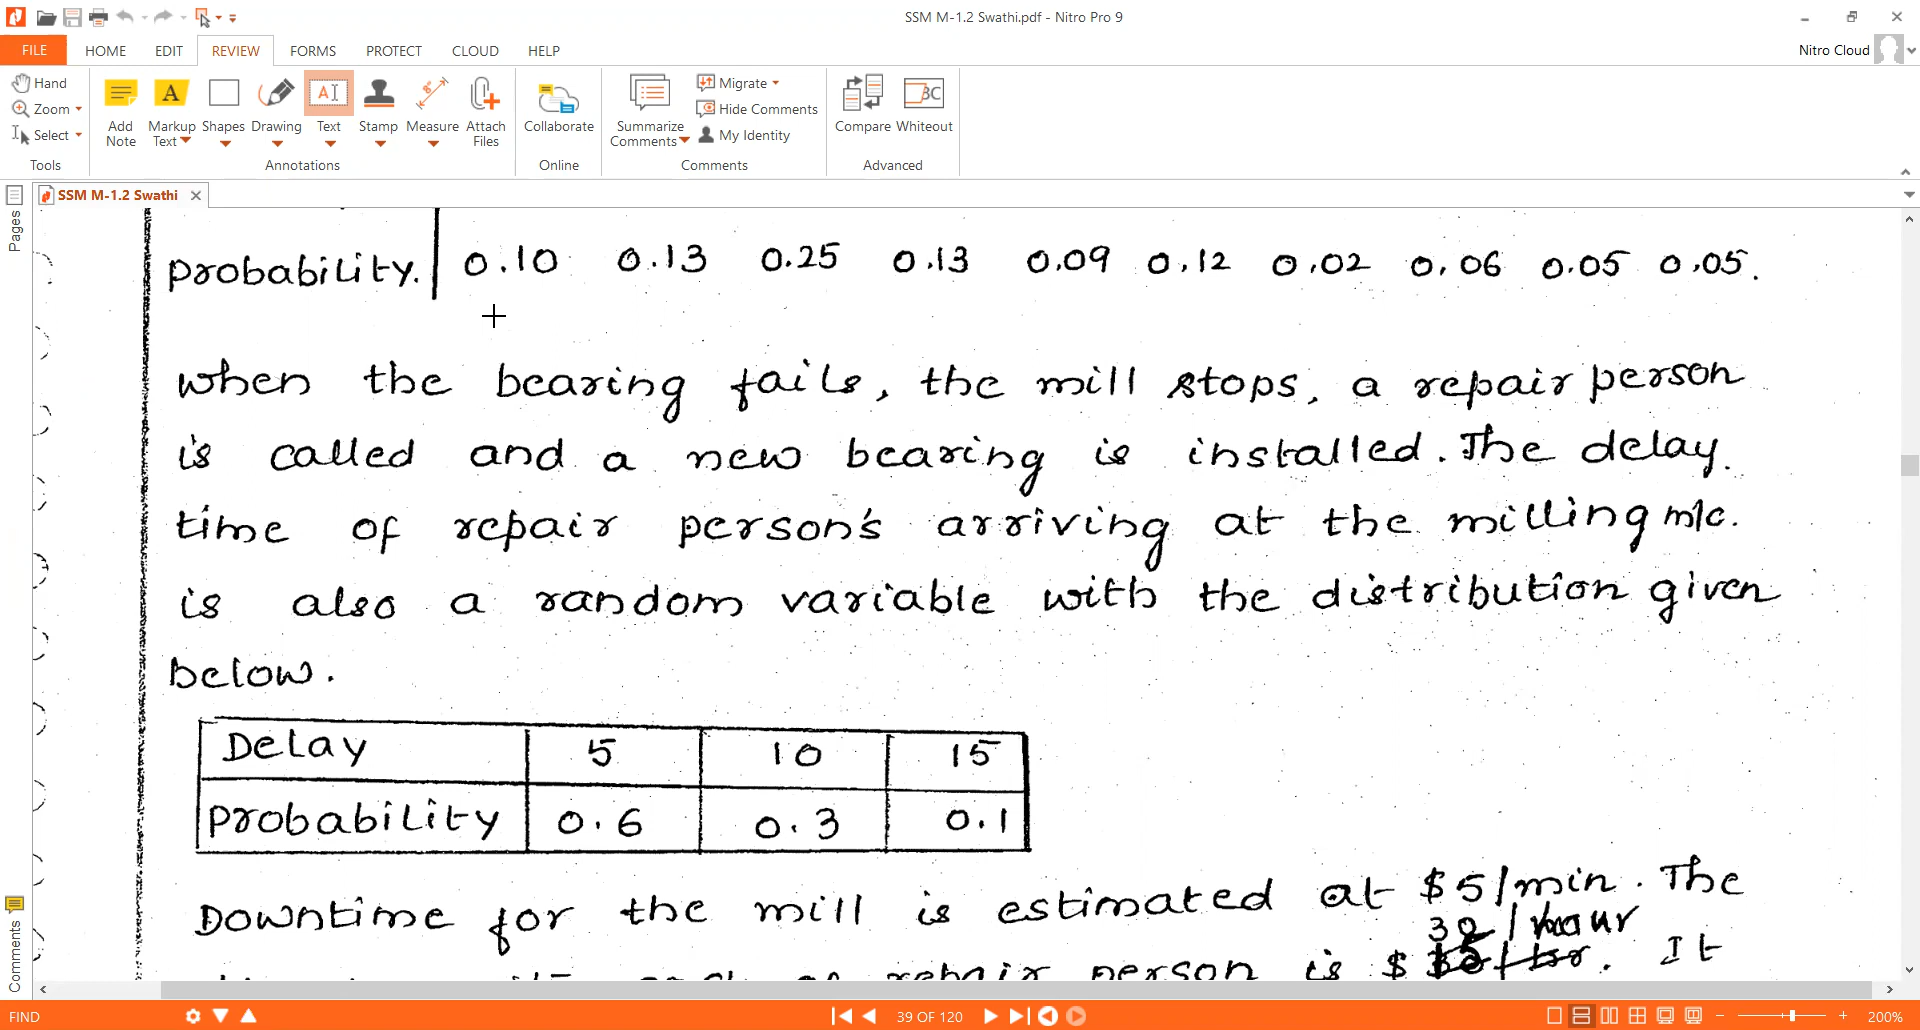 SSM M-1.2 Swathi.pdf - Nitro Pro 9
FILE HOME EDIT REVIEW FORMS PROTECT CLOUD HELP
Nitro Cloud
Hand
Zoom
Select
Tools
Add Note
Markup Text
Shapes
Drawing
Text
Stamp
Measure
Attach Files
Annotations
Collaborate
Online
Summarize Comments
Migrate
Hide Comments
My Identity
Comments
Compare
Whiteout
Advanced
SSM M-1.2 Swathi
Pages
Probability. 0.10 0.13 0.25 0.13 0.09 0.12 0.02 0.06 0.05 0.05.
when the bearing fails, the mill stops, a repair person
is called and a new bearing is installed. The delay.
time of repair person's arriving at the milling m/c.
is also a random variable with the distribution given
below.
Delay 5 10 15
Probability 0.6 0.3 0.1
Downtime for the mill is estimated at $5/min. The
/hour
repair person is $ It
Comments
FIND
39 OF 120
200%